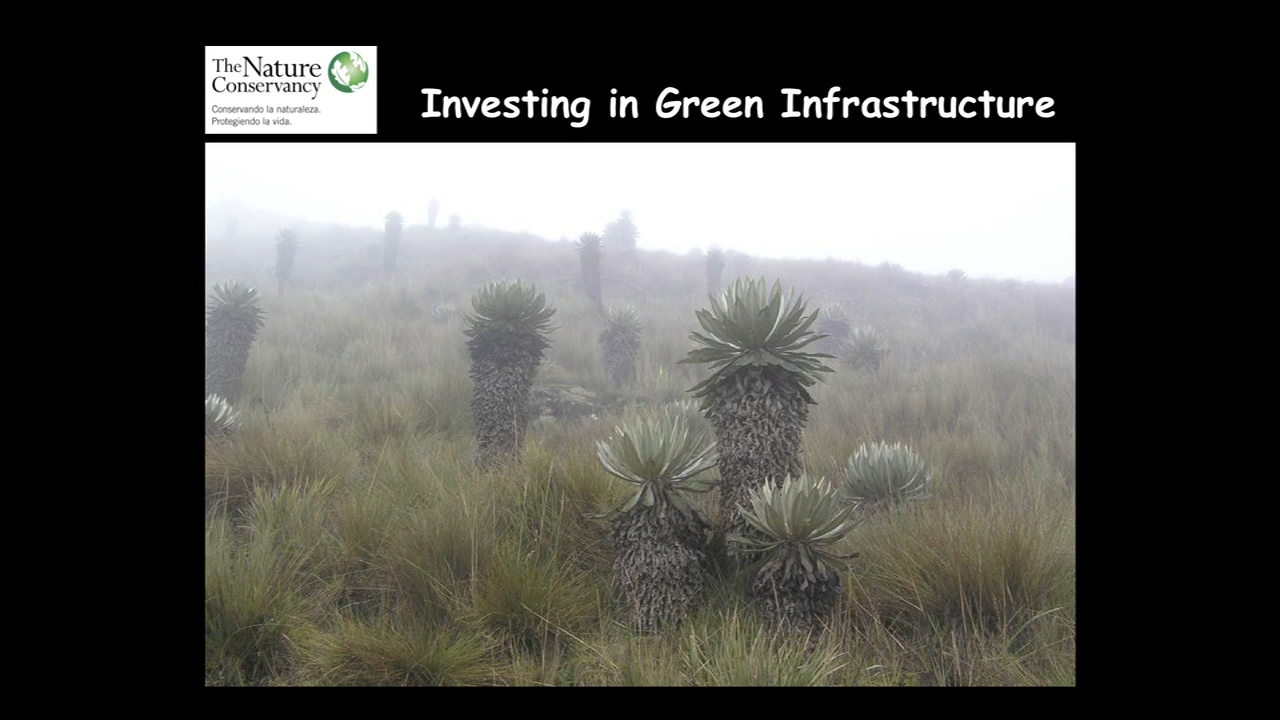 The Nature
Conservancy
Conservando la naturaleza.
Protegiendo la vida.
Investing in Green Infrastructure